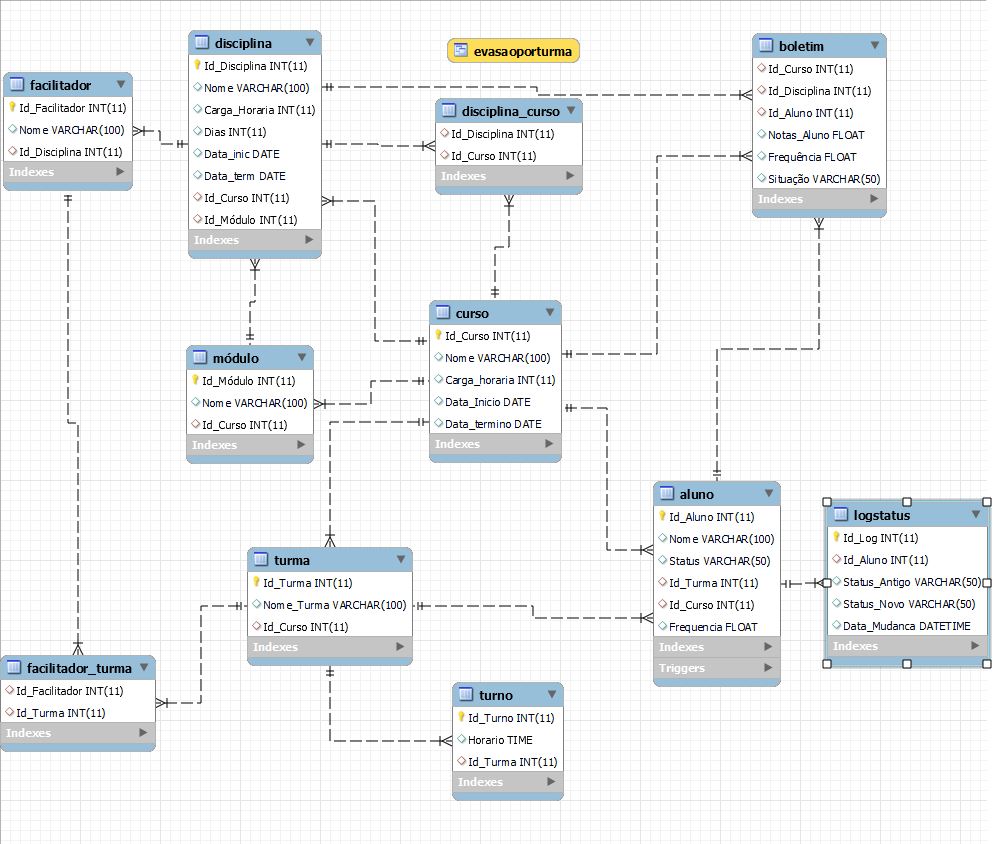 facilitador
Id_Facilitador INT(11)
Nome VARCHAR(100)
Id_Disciplina INT(11)
Indexes
disciplina
Id_Disciplina INT(11)
Nome VARCHAR(100)
Carga_Horaria INT(11)
Dias INT(11)
Data_inic DATE
Data_term DATE
Id_Curso INT(11)
Id_Módulo INT(11)
Indexes
evasaoporturma
disciplina_curso
Id_Disciplina INT(11)
Id_Curso INT(11)
Indexes
boletim
Id_Curso INT(11)
Id_Disciplina INT(11)
Id_Aluno INT(11)
Notas_Aluno FLOAT
Frequência FLOAT
Situação VARCHAR(50)
Indexes
módulo
Id_Módulo INT(11)
Nome VARCHAR(100)
Id_Curso INT(11)
Indexes
curso
Id_Curso INT(11)
Nome VARCHAR(100)
Carga_horaria INT(11)
Data_Inicio DATE
Data_termino DATE
Indexes
aluno
Id_Aluno INT(11)
Nome VARCHAR(100)
Status VARCHAR(50)
Id_Turma INT(11)
Id_Curso INT(11)
Frequencia FLOAT
Indexes
Triggers
logstatus
Id_Log INT(11)
Id_Aluno INT(11)
Status_Antigo VARCHAR(50)
Status_Novo VARCHAR(50)
Data_Mudanca DATETIME
Indexes
turma
Id_Turma INT(11)
Nome_Turma VARCHAR(100)
Id_Curso INT(11)
Indexes
facilitador_turma
Id_Facilitador INT(11)
Id_Turma INT(11)
Indexes
turno
Id_Turno INT(11)
Horario TIME
Id_Turma INT(11)
Indexes